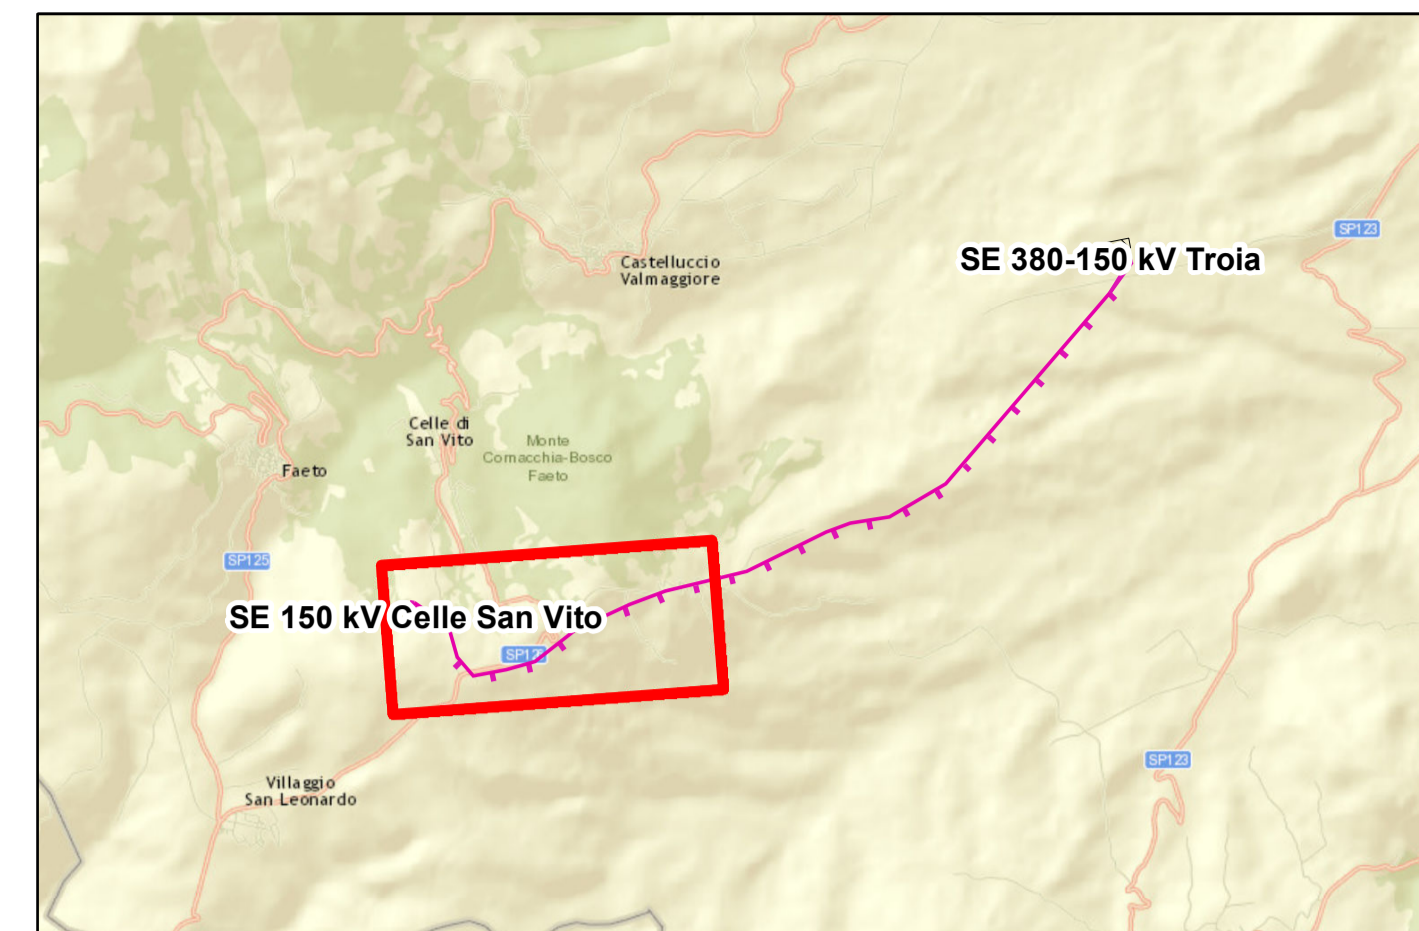 SP123
SE 380-150 kV Troia
Castelluccio
Valmaggiore
Celle di
San Vito
Monte
Cornacchia-Bosco
Faeto
Faeto
SP125
SE 150 kV Celle San Vito
SP125
SP123
Villaggio
San Leonardo